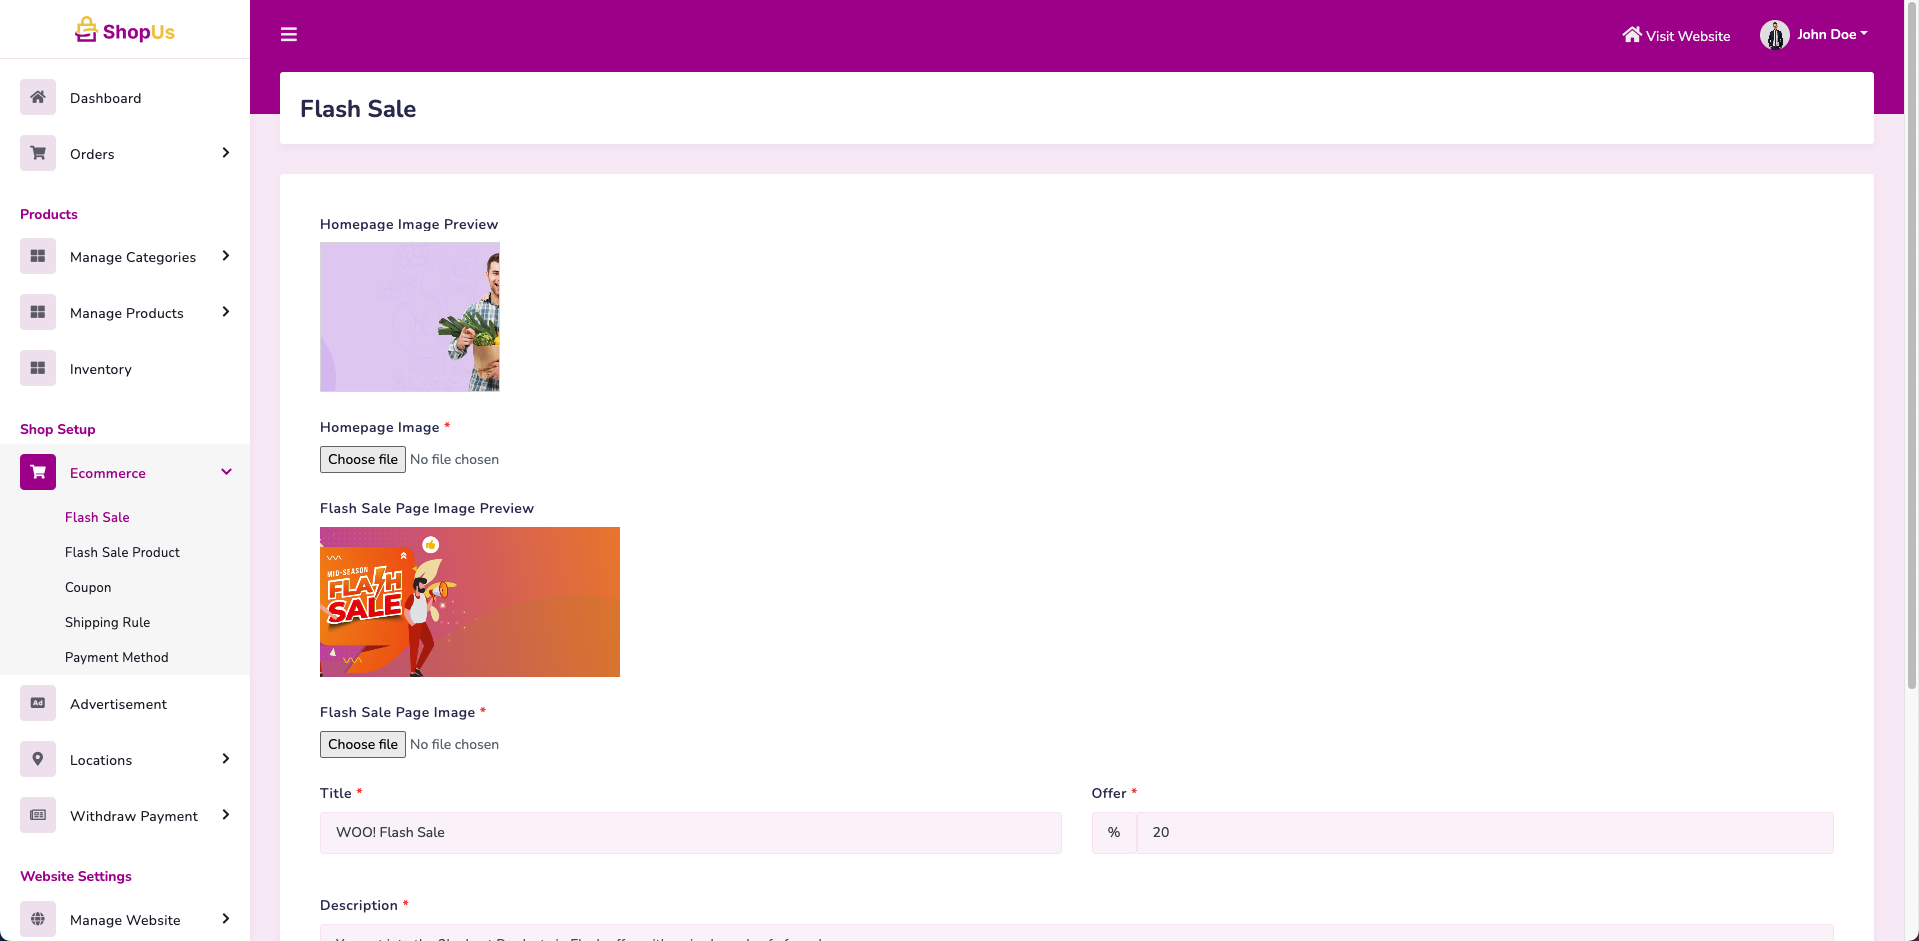 ShopUs
Visit Website
John Doe
Dashboard
Orders
Products
Manage Categories
Manage Products
Inventory
Shop Setup
Ecommerce
Flash Sale
Flash Sale Product
Coupon
Shipping Rule
Payment Method
Ad
Advertisement
Locations
Withdraw Payment
Website Settings
Manage Website
Flash Sale
Homepage Image Preview
Homepage Image *
Choose file No file chosen
Flash Sale Page Image Preview
MID-SEASON
FLASH
SALE
Flash Sale Page Image *
Choose file No file chosen
Title *
WOO! Flash Sale
Offer *
% 20
Description *